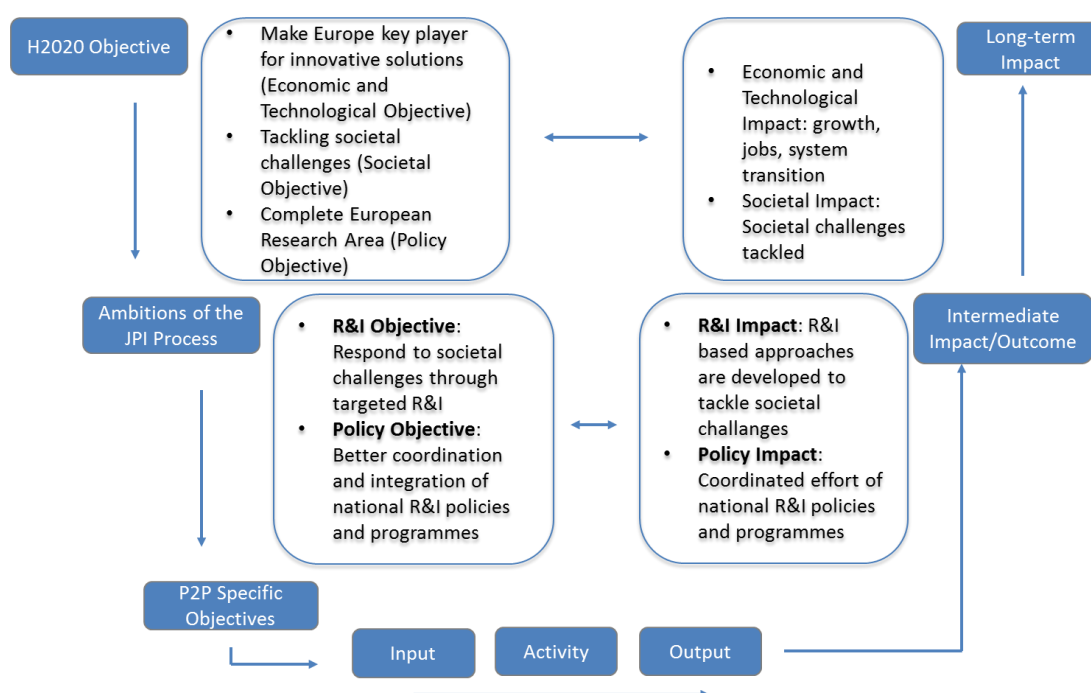 H2020 Objective
• Make Europe key player
for innovative solutions
(Economic and
Technological Objective)
• Tackling societal
challenges (Societal
Objective)
• Complete European
Research Area (Policy
Objective)
• Economic and
Technological
Impact: growth,
jobs, system
transition
• Societal Impact:
Societal challenges
tackled
Long-term
Impact
Ambitions of the
JPI Process
• R&I Objective:
Respond to societal
challenges through
targeted R&I
• Policy Objective:
Better coordination
and integration of
national R&I policies
and programmes
• R&I Impact: R&I
based approaches
are developed to
tackle societal
challanges
• Policy Impact:
Coordinated effort of
national R&I policies
and programmes
Intermediate
Impact/Outcome
P2P Specific
Objectives
Input
Activity
Output